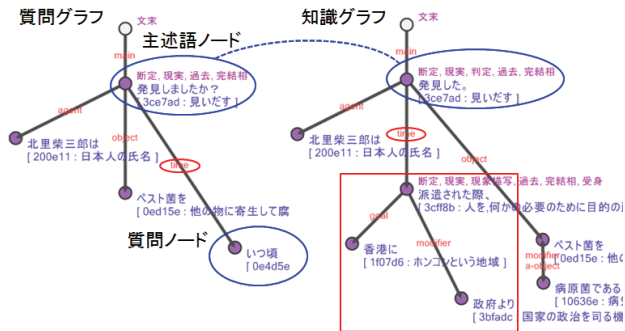 質問グラフ
文末
main
主述語ノード
断定, 現実, 過去, 完結相
発見しましたか?
[ 3ce7ad : 見いだす ]
agent
object
time
北里柴三郎は
[ 200e11 : 日本人の氏名 ]
ペスト菌を
[ 0ed15e : 他の物に寄生して腐
質問ノード
いつ頃
[ 0e4d5e
知識グラフ
文末
main
断定, 現実, 判定, 過去, 完結相
発見した。
[ 3ce7ad : 見いだす ]
agent
time
object
北里柴三郎は
[ 200e11 : 日本人の氏名 ]
断定, 現実, 現象描写, 過去, 完結相, 受身
派遣された際、
[ 3cff8b : 人を,何かの必要のために目的の
goal
modifier
香港に
[ 1f07d6 : ホンコンという地域 ]
政府より
[ 3bfadc : 国家の政治を司る機
ペスト菌を
[ 0ed15e : 他の
modifier
a-object
病原菌である
[ 10636e : 病